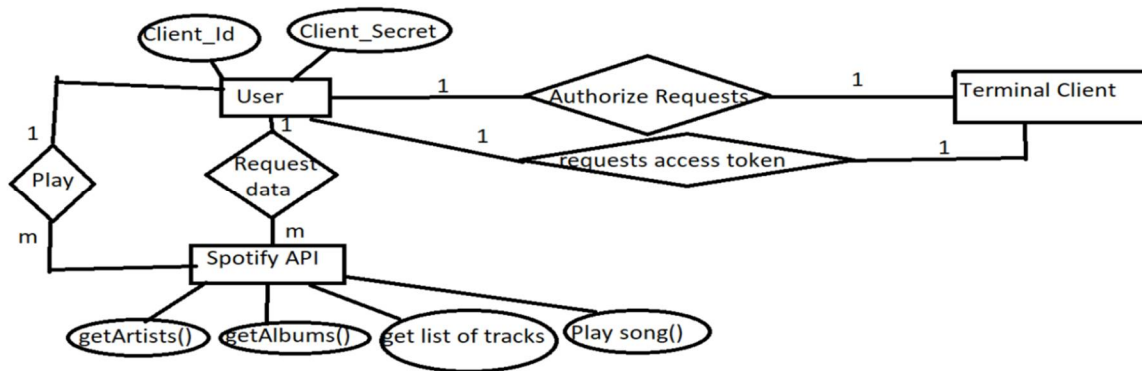 Client_Id
Client_Secret
User
1
Authorize Requests
1
Terminal Client
1
1
1
requests access token
1
Play
Request
data
m
m
Spotify API
getArtists()
getAlbums()
get list of tracks
Play song()